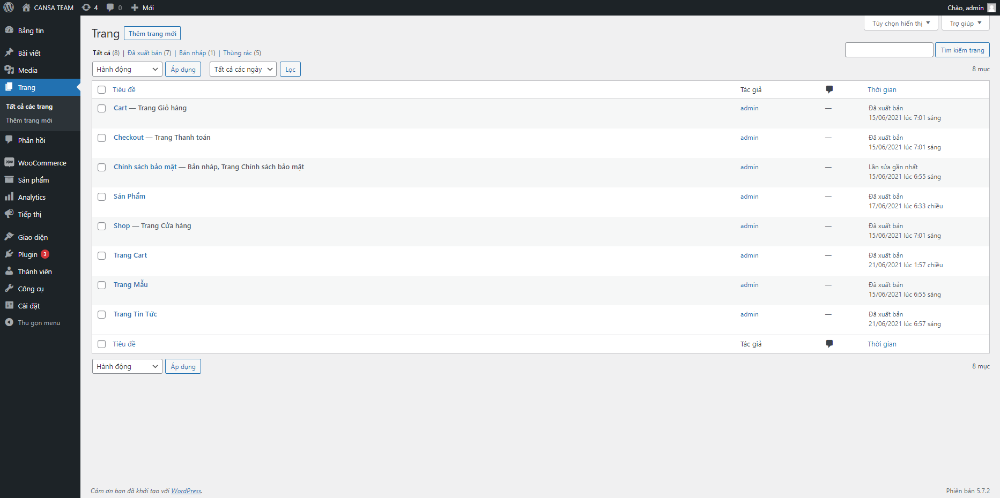 CANSA TEAM 4 0 Mới Chào, admin
Bảng tin
Bài viết
Media
Trang
Tất cả các trang
Thêm trang mới
Phản hồi
WooCommerce
Sản phẩm
Analytics
Tiếp thị
Giao diện
Plugin 3
Thành viên
Công cụ
Cài đặt
Thu gọn menu
Tùy chọn hiển thị Trợ giúp
Trang Thêm trang mới
Tất cả (8) | Đã xuất bản (7) | Bản nháp (1) | Thùng rác (5) Tìm kiếm trang
Hành động Áp dụng Tất cả các ngày Lọc 8 mục
Tiêu đề Tác giả Thời gian
Cart — Trang Giỏ hàng admin — Đã xuất bản
15/06/2021 lúc 7:01 sáng
Checkout — Trang Thanh toán admin — Đã xuất bản
15/06/2021 lúc 7:01 sáng
Chính sách bảo mật — Bản nháp, Trang Chính sách bảo mật admin — Lần sửa gần nhất
15/06/2021 lúc 6:55 sáng
Sản Phẩm admin — Đã xuất bản
17/06/2021 lúc 6:33 chiều
Shop — Trang Cửa hàng admin — Đã xuất bản
15/06/2021 lúc 7:01 sáng
Trang Cart admin — Đã xuất bản
21/06/2021 lúc 1:57 chiều
Trang Mẫu admin — Đã xuất bản
15/06/2021 lúc 6:55 sáng
Trang Tin Tức admin — Đã xuất bản
21/06/2021 lúc 6:57 sáng
Tiêu đề Tác giả Thời gian
Hành động Áp dụng 8 mục
Cảm ơn bạn đã khởi tạo với WordPress. Phiên bản 5.7.2